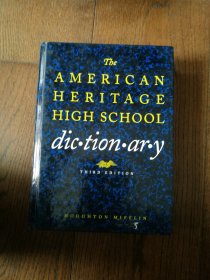 The
AMERICAN
HERITAGE
HIGH SCHOOL
dic•tion•ar•y
THIRD EDITION
HOUGHTON MIFFLIN